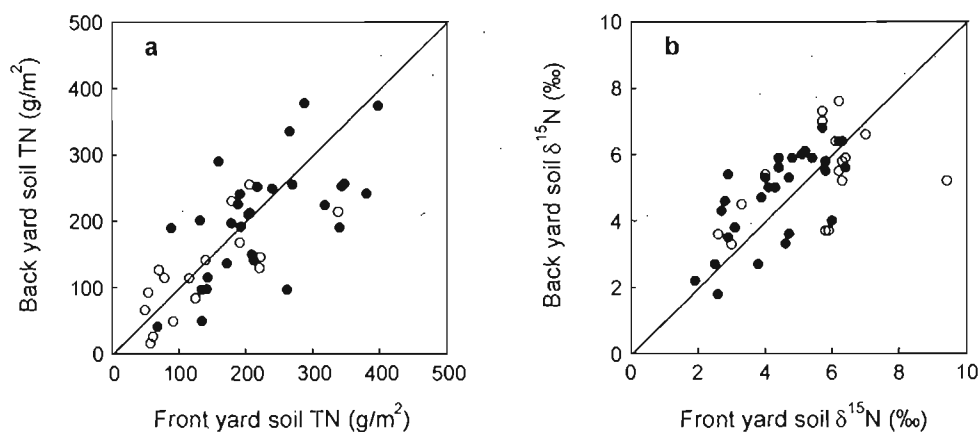 a
Back yard soil TN (g/m²)
500
400
300
200
100
0
0 100 200 300 400 500
Front yard soil TN (g/m²)
b
Back yard soil δ¹⁵N (‰)
10
8
6
4
2
0
0 2 4 6 8 10
Front yard soil δ¹⁵N (‰)